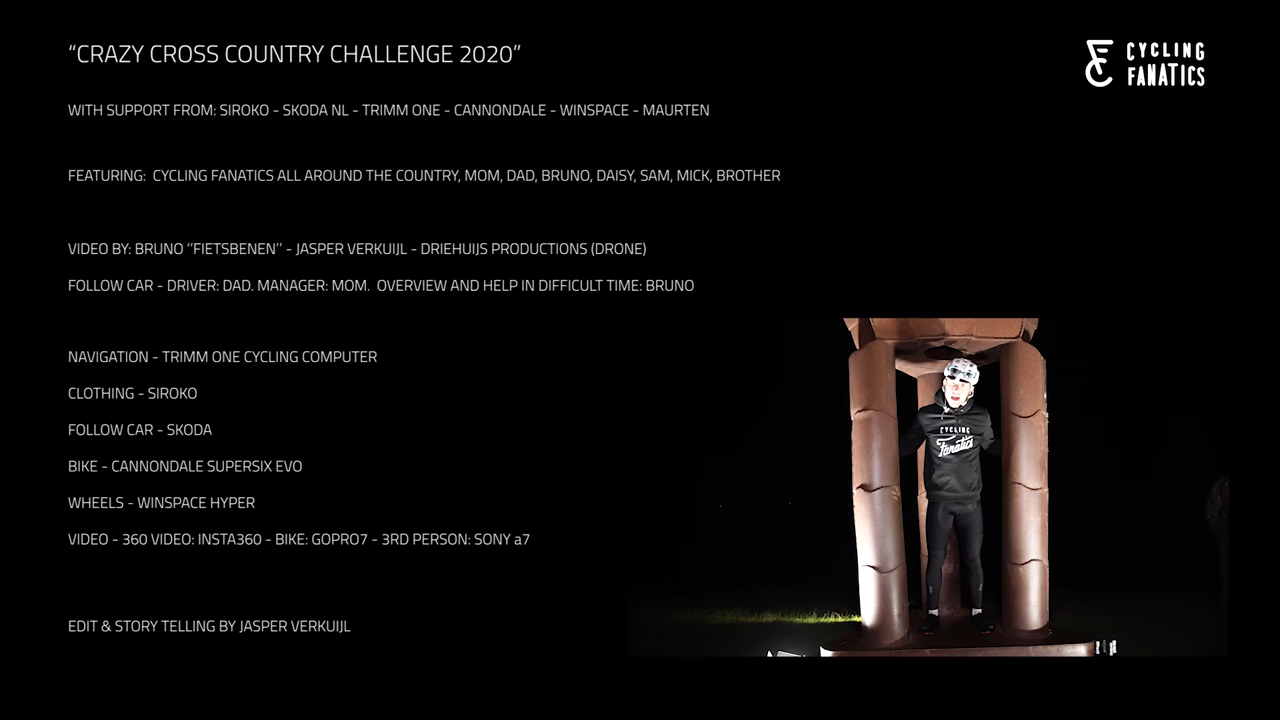 “CRAZY CROSS COUNTRY CHALLENGE 2020”
CYCLING
FANATICS
WITH SUPPORT FROM: SIROKO - SKODA NL - TRIMM ONE - CANNONDALE - WINSPACE - MAURTEN
FEATURING:  CYCLING FANATICS ALL AROUND THE COUNTRY, MOM, DAD, BRUNO, DAISY, SAM, MICK, BROTHER
VIDEO BY: BRUNO ‘’FIETSBENEN’’ - JASPER VERKUIJL - DRIEHUIJS PRODUCTIONS (DRONE)
FOLLOW CAR - DRIVER: DAD. MANAGER: MOM.  OVERVIEW AND HELP IN DIFFICULT TIME: BRUNO
NAVIGATION - TRIMM ONE CYCLING COMPUTER
CLOTHING - SIROKO
FOLLOW CAR - SKODA
BIKE - CANNONDALE SUPERSIX EVO
WHEELS - WINSPACE HYPER
VIDEO - 360 VIDEO: INSTA360 - BIKE: GOPRO7 - 3RD PERSON: SONY a7
CYCLING
Fanatics
EDIT & STORY TELLING BY JASPER VERKUIJL